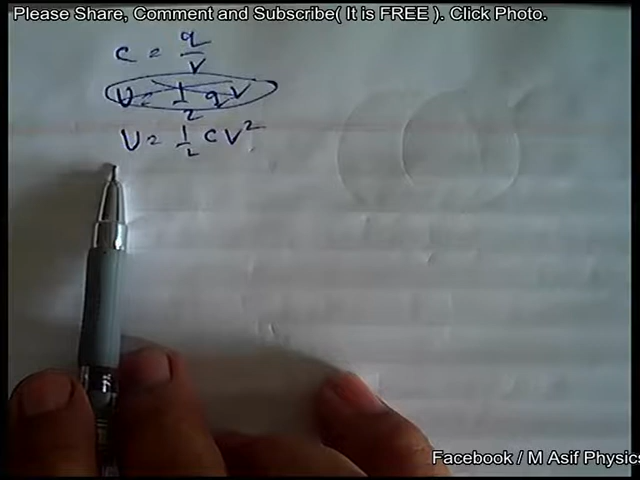 Please Share, Comment and Subscribe( It is FREE ). Click Photo.
c = q/v
U = 1/2 qv
U = 1/2 cv²
Facebook / M Asif Physics